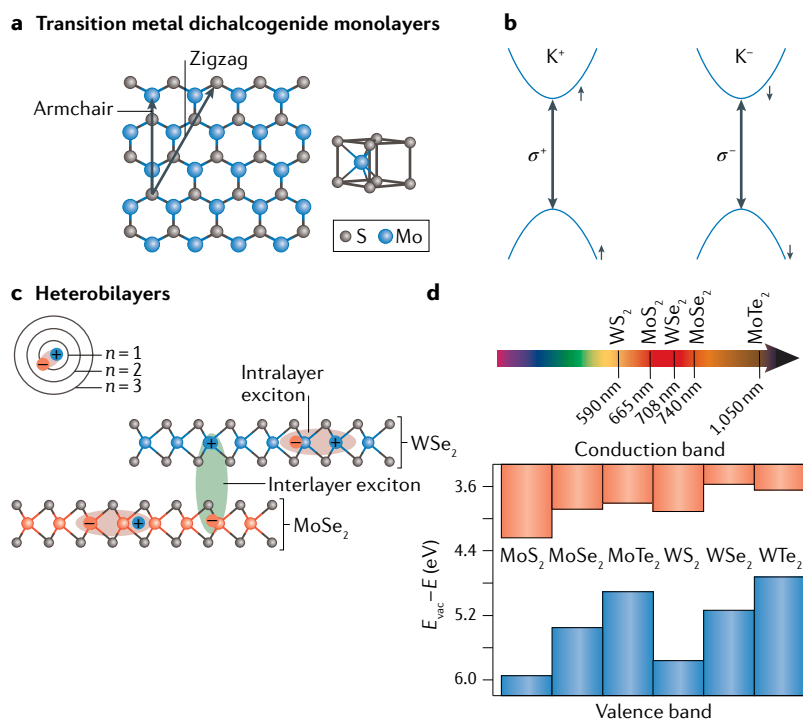 a Transition metal dichalcogenide monolayers
Zigzag
Armchair
S Mo
b
K⁺ K⁻
σ⁺ σ⁻
c Heterobilayers
+
−
n = 1
n = 2
n = 3
Intralayer
exciton
+ − +
WSe₂
Interlayer exciton
− + −
MoSe₂
d
WS₂ MoS₂ WSe₂ MoSe₂ MoTe₂
590 nm 665 nm 708 nm 740 nm 1,050 nm
Conduction band
3.6
4.4
5.2
6.0
E_vac − E (eV)
MoS₂ MoSe₂ MoTe₂ WS₂ WSe₂ WTe₂
Valence band